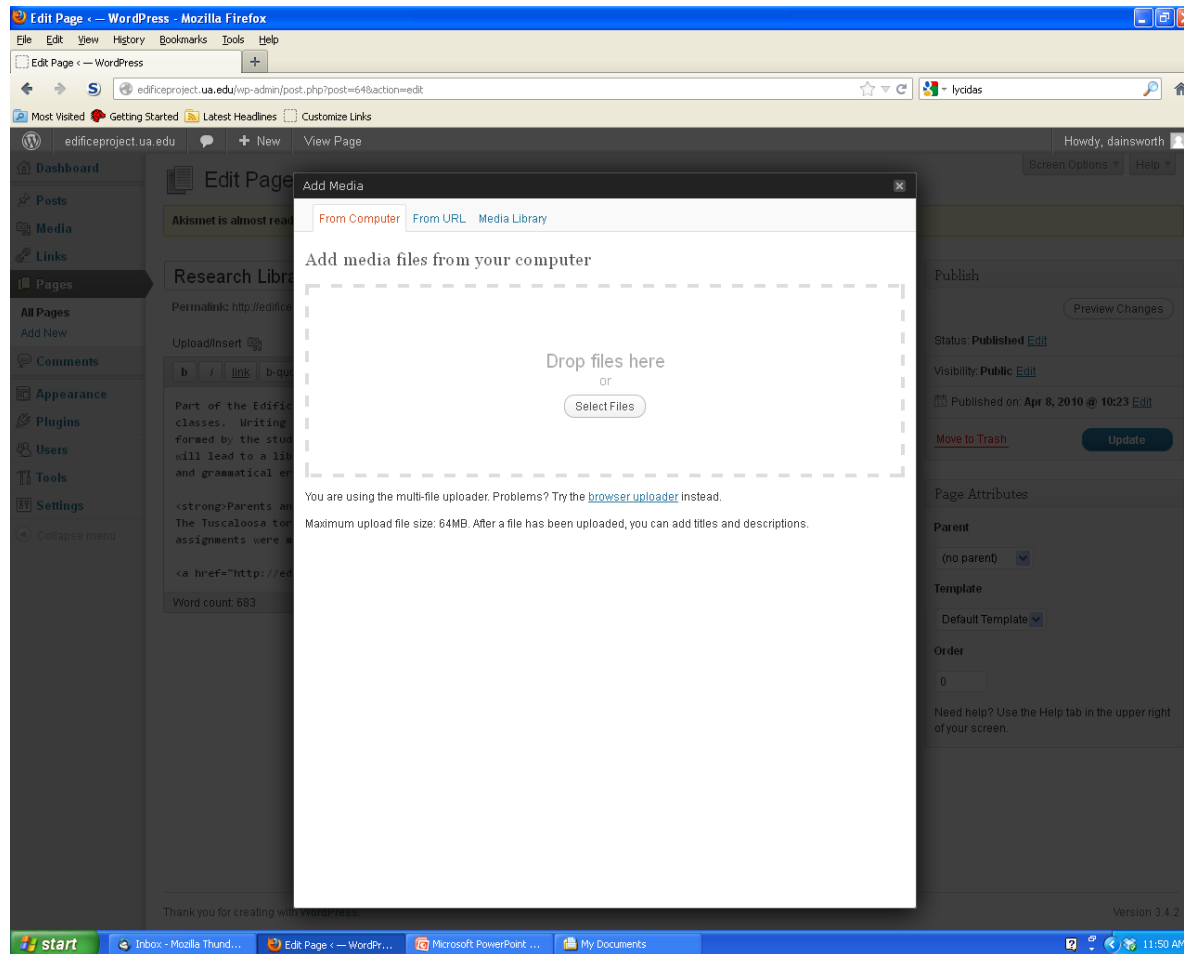 Edit Page ‹ — WordPress - Mozilla Firefox
File Edit View History Bookmarks Tools Help
Edit Page ‹ — WordPress +
edificeproject.ua.edu/wp-admin/post.php?post=64&action=edit lycidas
Most Visited Getting Started Latest Headlines Customize Links
edificeproject.ua.edu + New View Page Howdy, dainsworth
Screen Options Help
Dashboard
Edit Page
Posts
Akismet is almost read
Media
Links
Pages
All Pages
Add New
Comments
Appearance
Plugins
Users
Tools
Settings
Collapse menu
Research Libra
Permalink: http://edifice
Upload/Insert
b i link b-quo
Part of the Edific
classes. Writing
formed by the stud
will lead to a lib
and grammatical er
<strong>Parents an
The Tuscaloosa tor
assignments were m
<a href="http://ed
Word count: 683
Add Media
From Computer From URL Media Library
Add media files from your computer
Drop files here
or
Select Files
You are using the multi-file uploader. Problems? Try the browser uploader instead.
Maximum upload file size: 64MB. After a file has been uploaded, you can add titles and descriptions.
Publish
Preview Changes
Status: Published Edit
Visibility: Public Edit
Published on: Apr 8, 2010 @ 10:23 Edit
Move to Trash Update
Page Attributes
Parent
(no parent)
Template
Default Template
Order
0
Need help? Use the Help tab in the upper right
of your screen.
Thank you for creating with WordPress. Version 3.4.2
start Inbox - Mozilla Thund... Edit Page ‹ — WordPr... Microsoft PowerPoint ... My Documents 11:50 AM